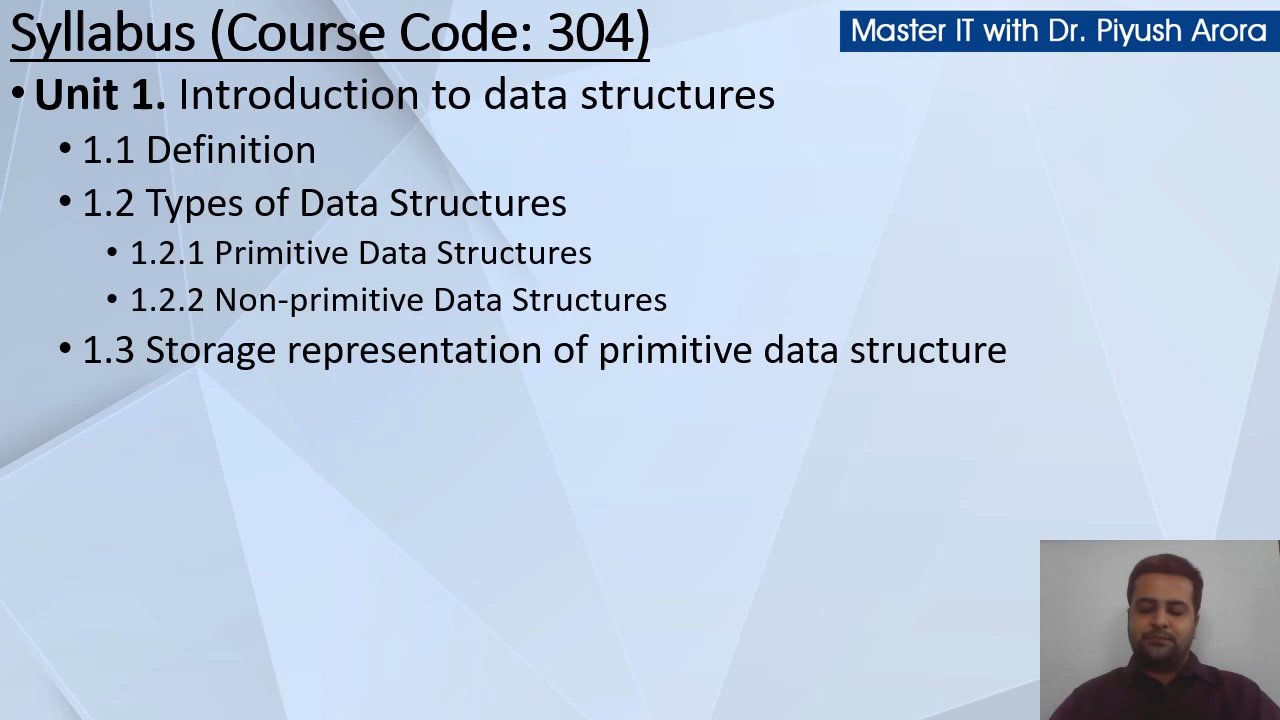 Syllabus (Course Code: 304)
Master IT with Dr. Piyush Arora
• Unit 1. Introduction to data structures
• 1.1 Definition
• 1.2 Types of Data Structures
• 1.2.1 Primitive Data Structures
• 1.2.2 Non-primitive Data Structures
• 1.3 Storage representation of primitive data structure